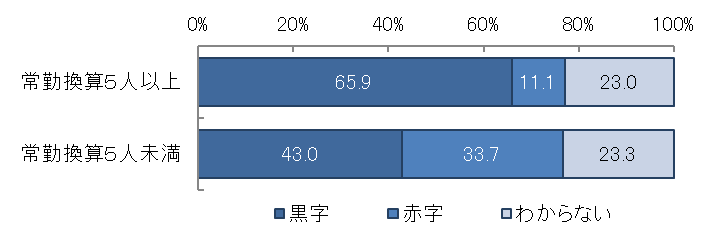 0% 20% 40% 60% 80% 100%
常勤換算5人以上 65.9 11.1 23.0
常勤換算5人未満 43.0 33.7 23.3
黒字 赤字 わからない